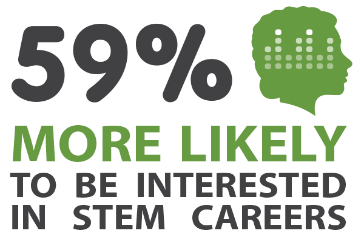 59%
MORE LIKELY
TO BE INTERESTED
IN STEM CAREERS